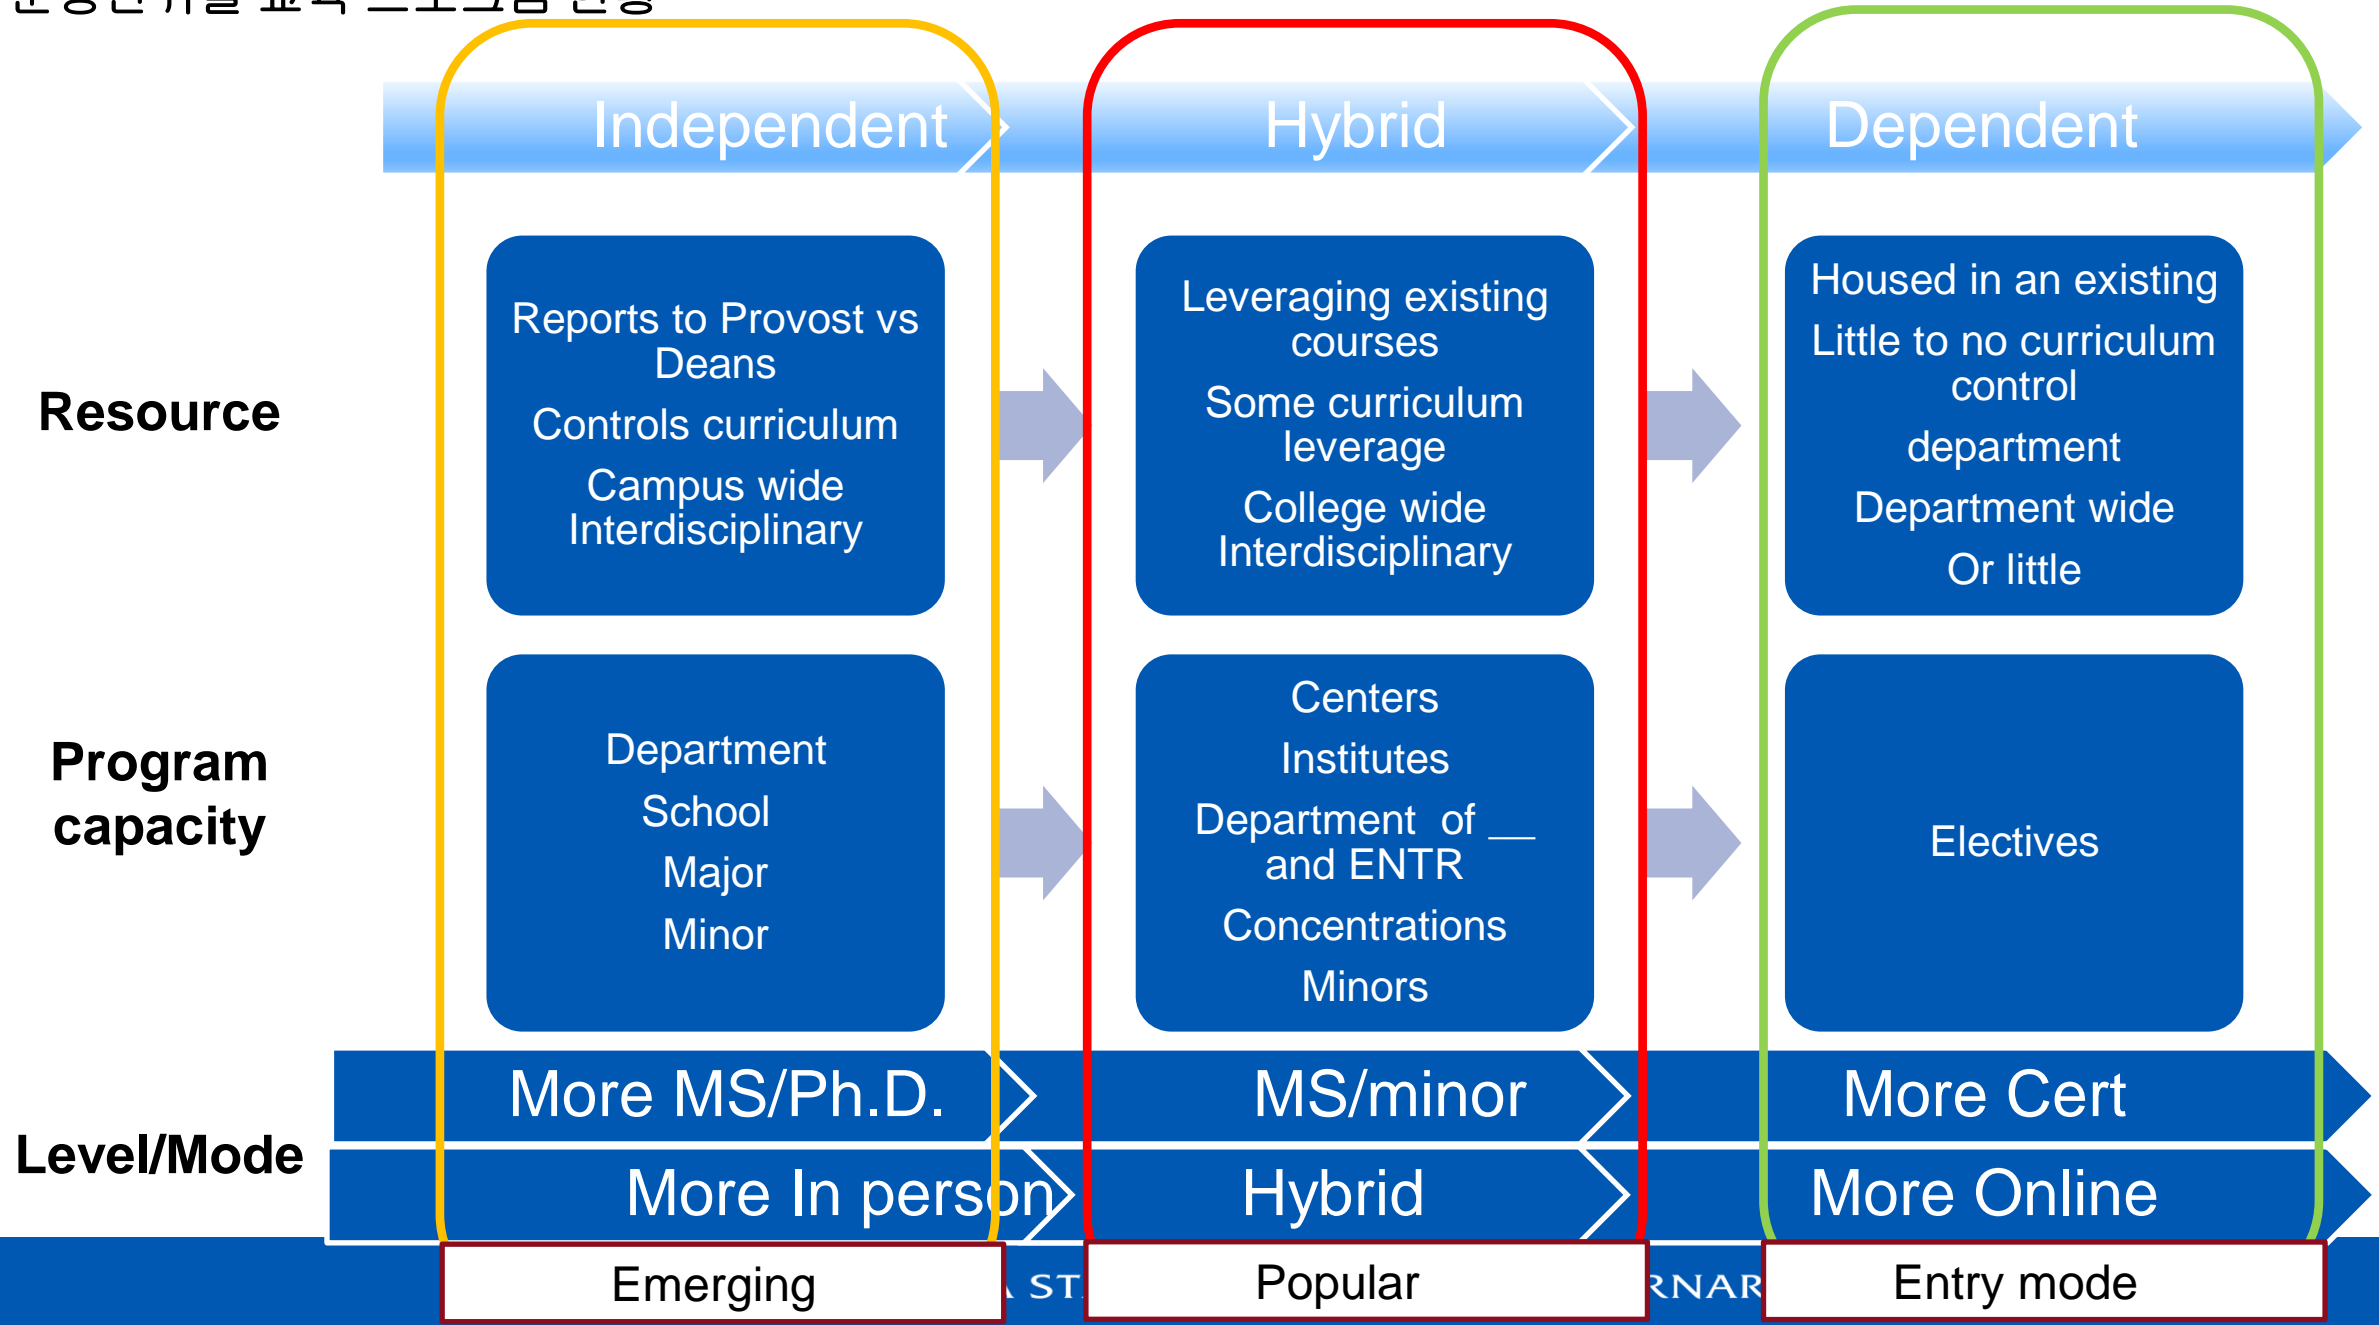 Independent
Hybrid
Dependent
Resource
Reports to Provost vs
Deans
Controls curriculum
Campus wide
Interdisciplinary
Leveraging existing
courses
Some curriculum
leverage
College wide
Interdisciplinary
Housed in an existing
Little to no curriculum
control
department
Department wide
Or little
Program
capacity
Department
School
Major
Minor
Centers
Institutes
Department of __
and ENTR
Concentrations
Minors
Electives
Level/Mode
More MS/Ph.D.
MS/minor
More Cert
More In person
Hybrid
More Online
Emerging
Popular
Entry mode